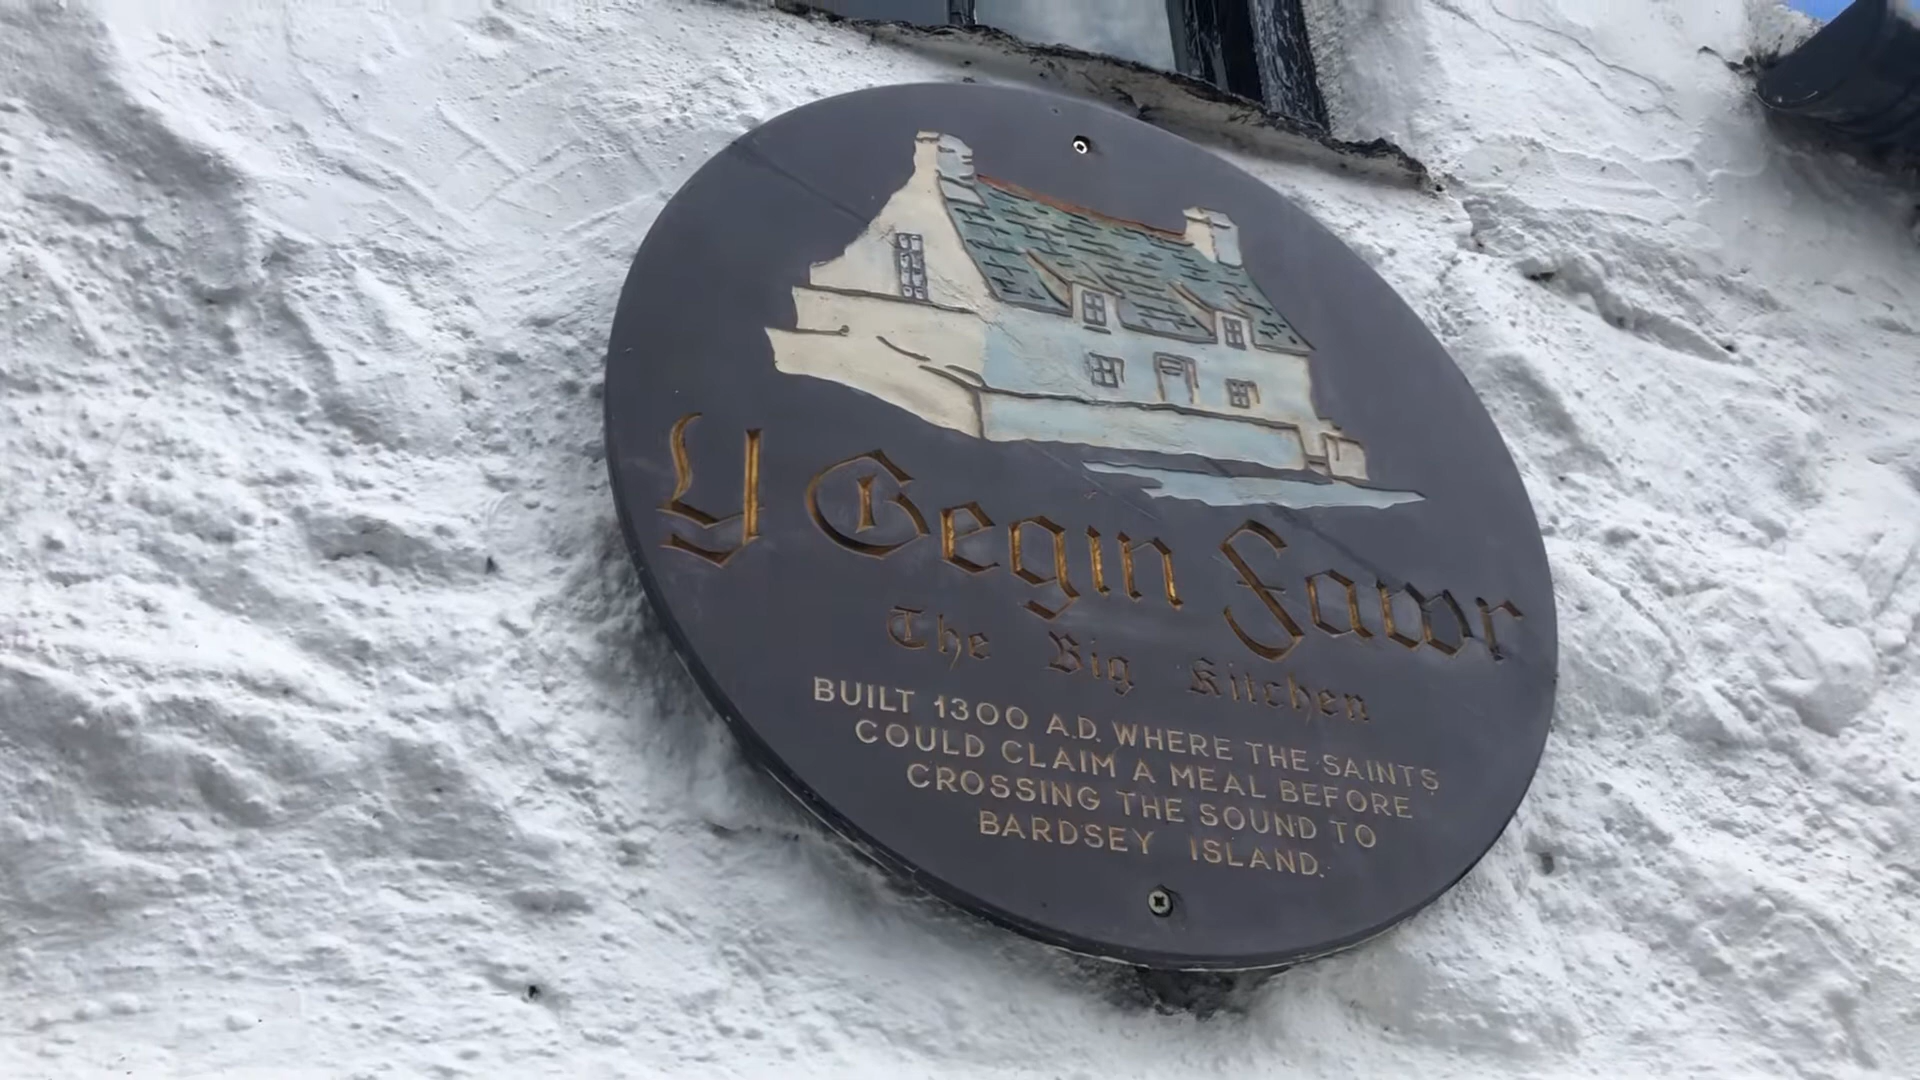 Y Gegin Fawr
The Big Kitchen
BUILT 1300 A.D. WHERE THE SAINTS
COULD CLAIM A MEAL BEFORE
CROSSING THE SOUND TO
BARDSEY ISLAND.